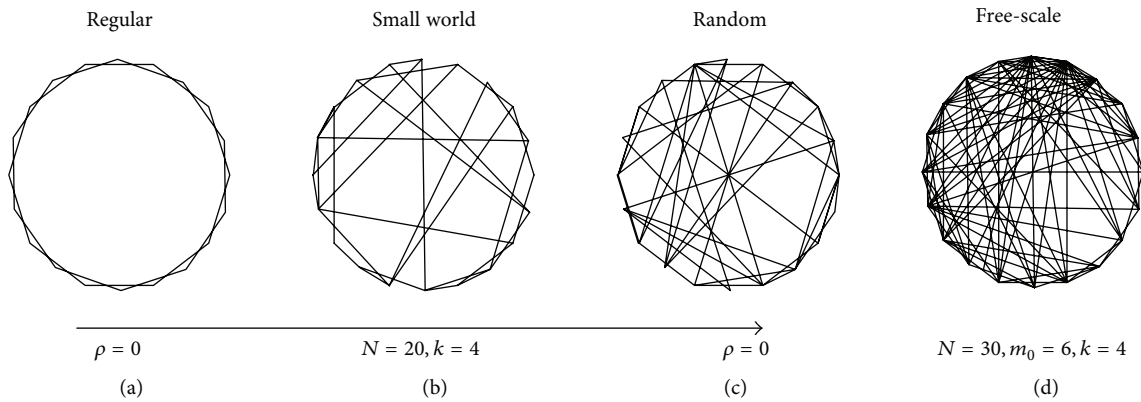 Regular
Small world
Random
Free-scale
ρ = 0
N = 20, k = 4
ρ = 0
N = 30, m₀ = 6, k = 4
(a)
(b)
(c)
(d)